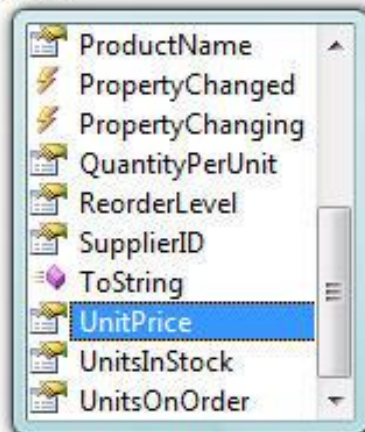 ProductName
PropertyChanged
PropertyChanging
QuantityPerUnit
ReorderLevel
SupplierID
ToString
UnitPrice
UnitsInStock
UnitsOnOrder